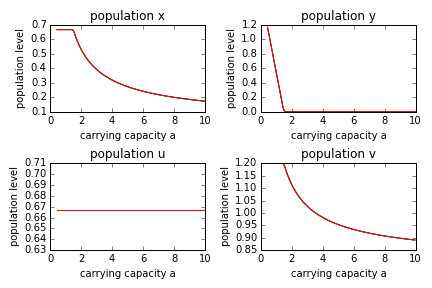 population x
population level
0.7
0.6
0.5
0.4
0.3
0.2
0.1
0 2 4 6 8 10
carrying capacity a
population y
population level
1.2
1.0
0.8
0.6
0.4
0.2
0.0
0 2 4 6 8 10
carrying capacity a
population u
population level
0.71
0.70
0.69
0.68
0.67
0.66
0.65
0.64
0.63
0 2 4 6 8 10
carrying capacity a
population v
population level
1.20
1.15
1.10
1.05
1.00
0.95
0.90
0.85
0 2 4 6 8 10
carrying capacity a